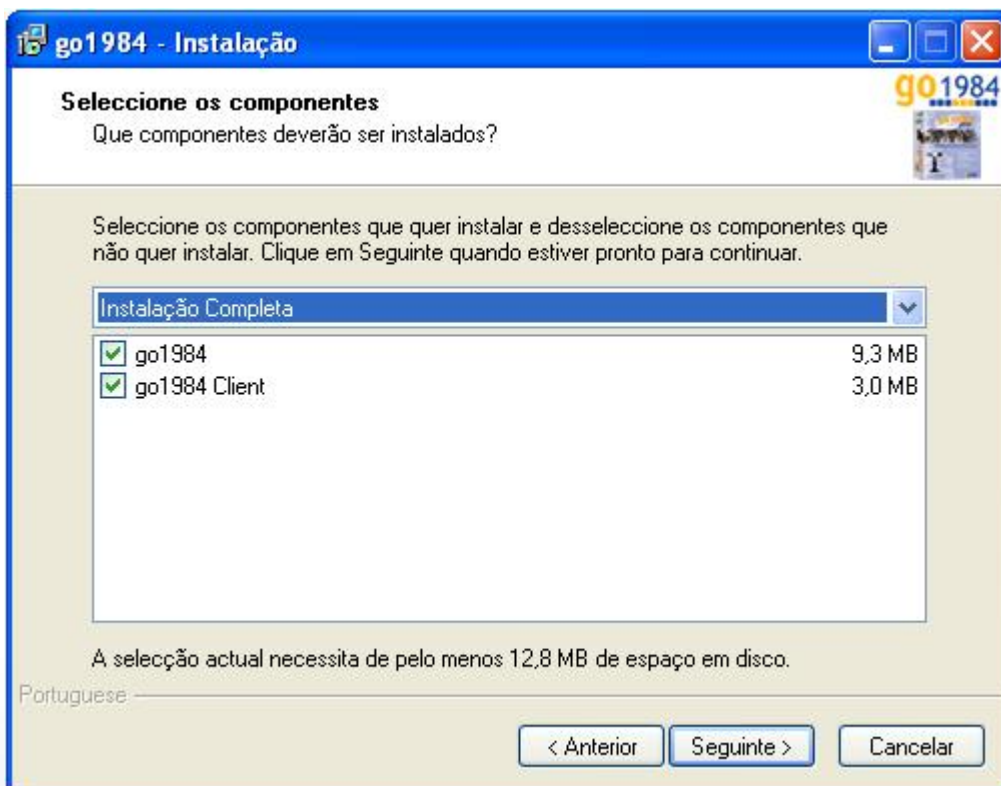 go1984 - Instalação
Seleccione os componentes
Que componentes deverão ser instalados?
go1984
Seleccione os componentes que quer instalar e desseleccione os componentes que
não quer instalar. Clique em Seguinte quando estiver pronto para continuar.
Instalação Completa
go1984 9,3 MB
go1984 Client 3,0 MB
A selecção actual necessita de pelo menos 12,8 MB de espaço em disco.
Portuguese
< Anterior Seguinte > Cancelar